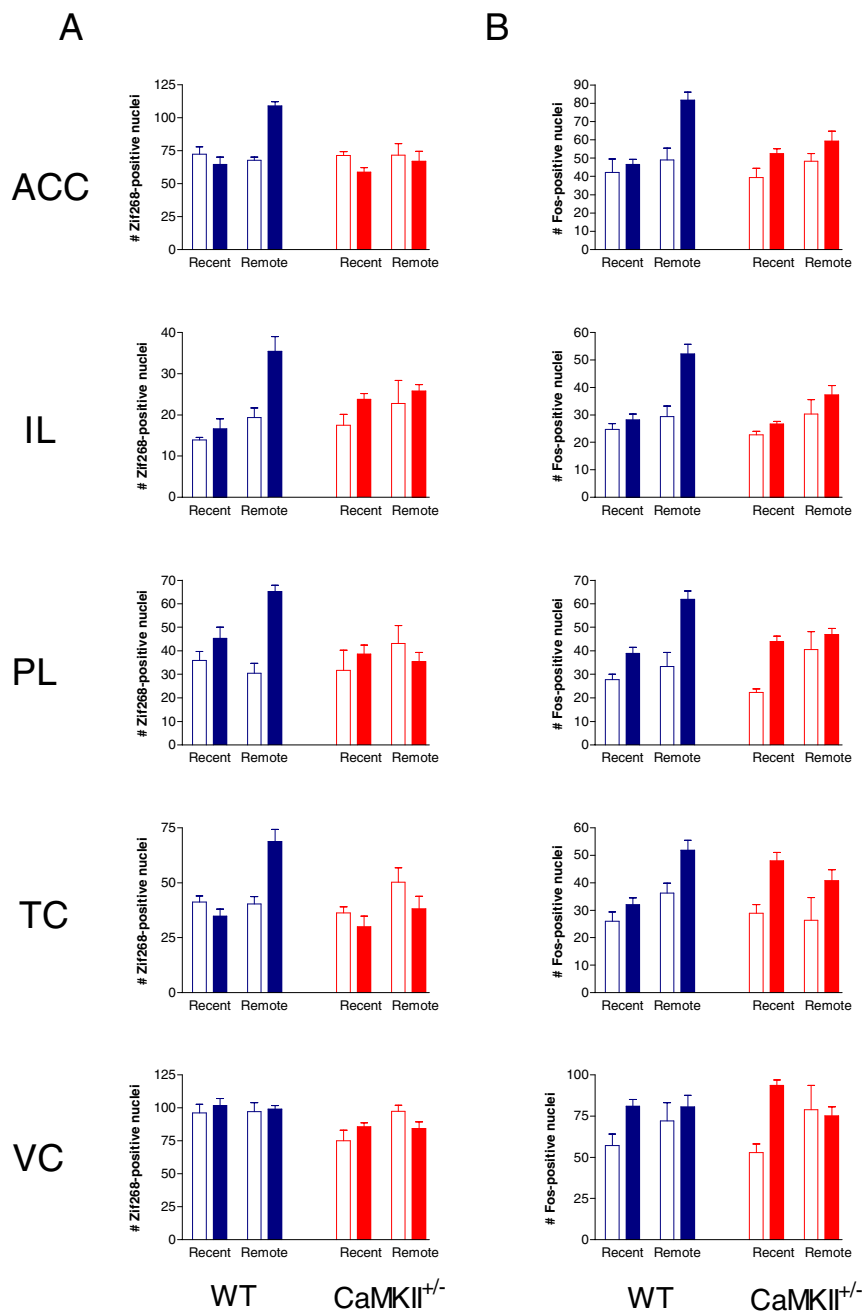 A
B
ACC
# Zif268-positive nuclei
125
100
75
50
25
0
Recent Remote Recent Remote
# Fos-positive nuclei
90
80
70
60
50
40
30
20
10
0
Recent Remote Recent Remote
IL
# Zif268-positive nuclei
40
30
20
10
0
Recent Remote Recent Remote
# Fos-positive nuclei
60
50
40
30
20
10
0
Recent Remote Recent Remote
PL
# Zif268-positive nuclei
70
60
50
40
30
20
10
0
Recent Remote Recent Remote
# Fos-positive nuclei
70
60
50
40
30
20
10
0
Recent Remote Recent Remote
TC
# Zif268-positive nuclei
75
50
25
0
Recent Remote Recent Remote
# Fos-positive nuclei
60
50
40
30
20
10
0
Recent Remote Recent Remote
VC
# Zif268-positive nuclei
125
100
75
50
25
0
Recent Remote Recent Remote
# Fos-positive nuclei
100
75
50
25
0
Recent Remote Recent Remote
WT CaMKII+/- WT CaMKII+/-